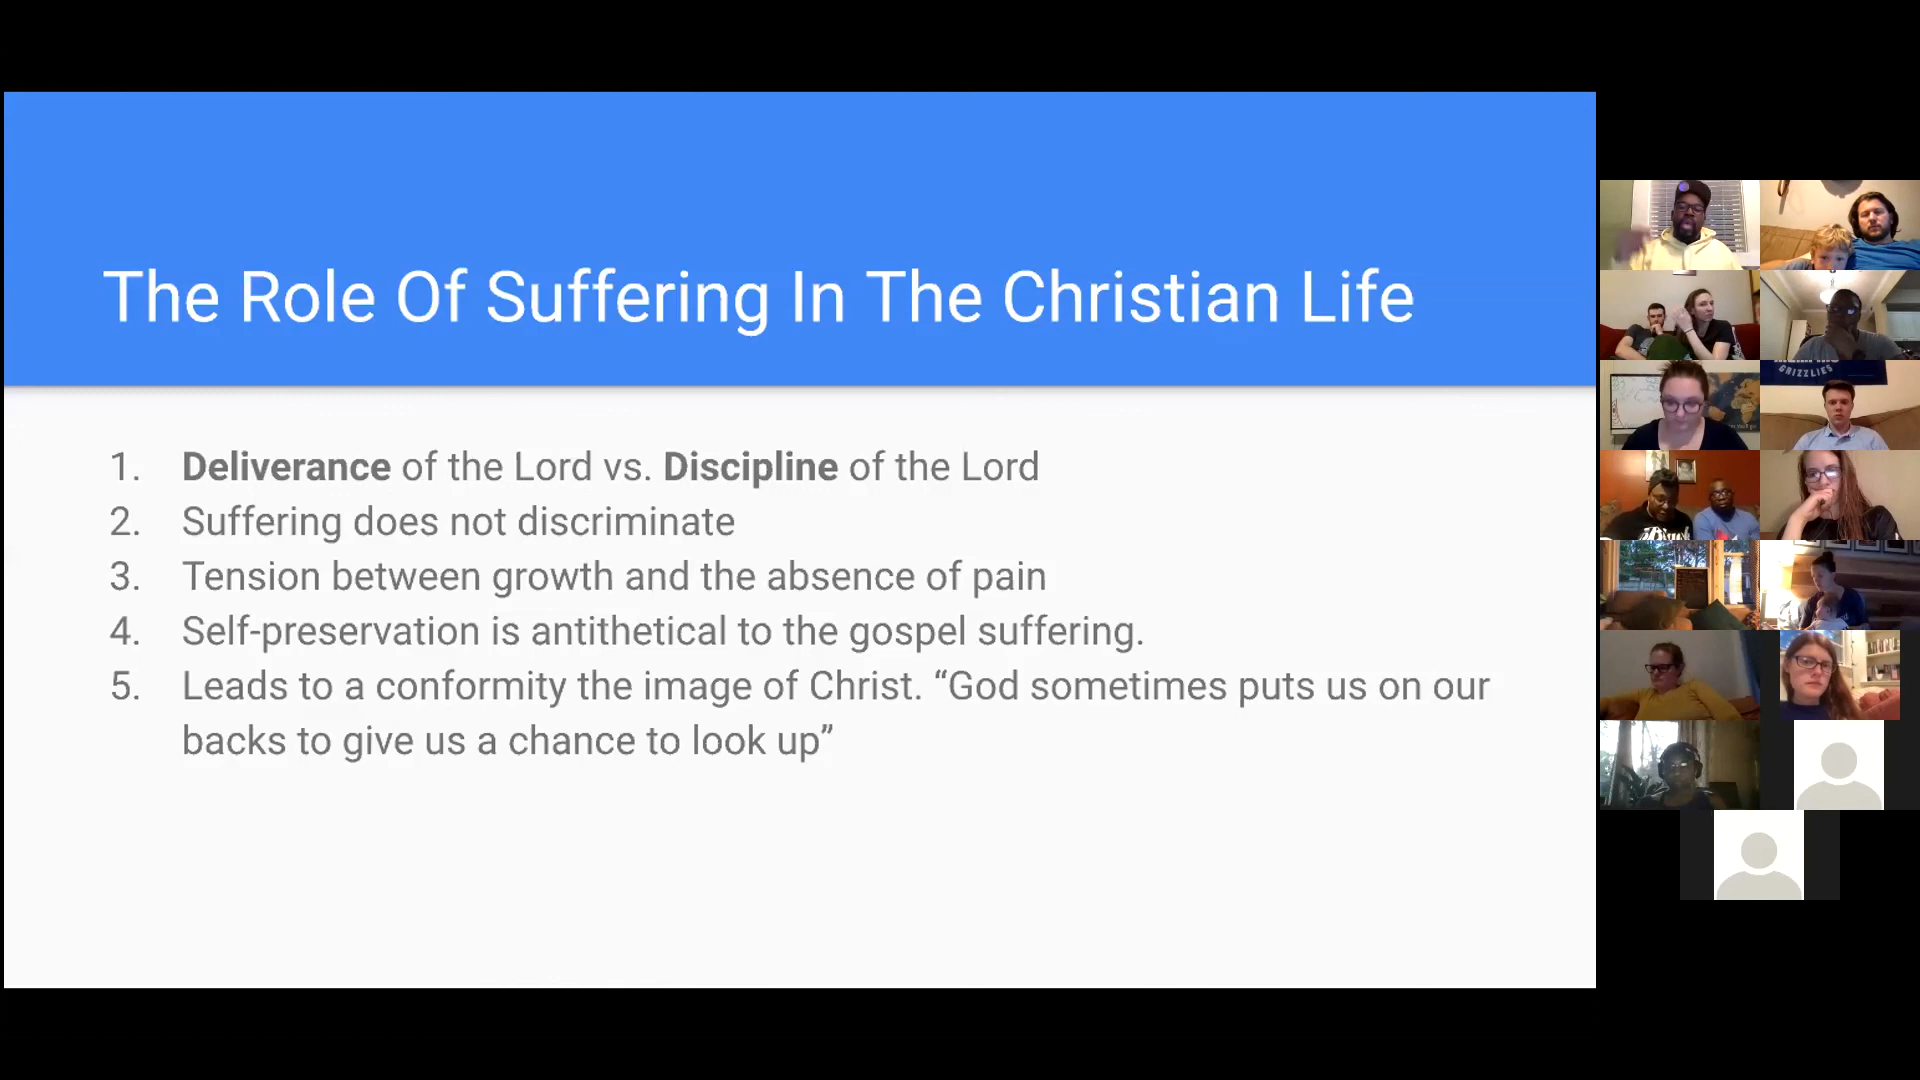 The Role Of Suffering In The Christian Life
1. Deliverance of the Lord vs. Discipline of the Lord
2. Suffering does not discriminate
3. Tension between growth and the absence of pain
4. Self-preservation is antithetical to the gospel suffering.
5. Leads to a conformity the image of Christ. “God sometimes puts us on our
backs to give us a chance to look up”
GRIZZLIES